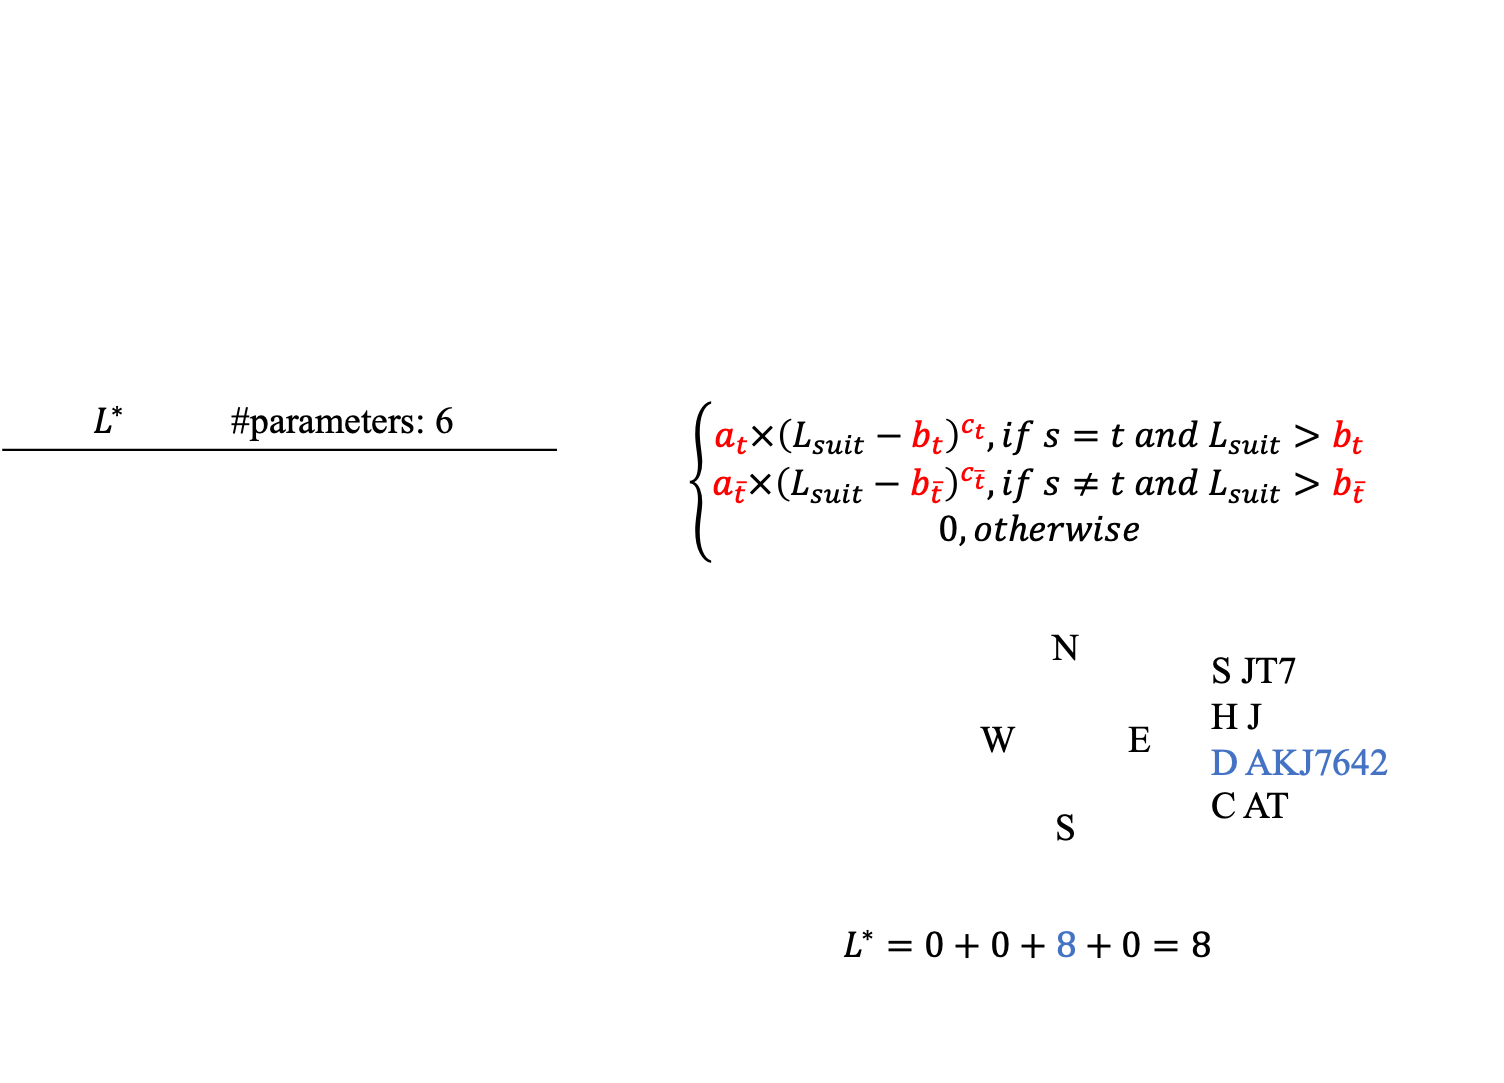 L* #parameters: 6
a_t×(L_suit − b_t)^{c_t}, if s = t and L_suit > b_t
a_t̄×(L_suit − b_t̄)^{c_t̄}, if s ≠ t and L_suit > b_t̄
0, otherwise
N
S JT7
H J
W E
D AKJ7642
C AT
S
L* = 0 + 0 + 8 + 0 = 8